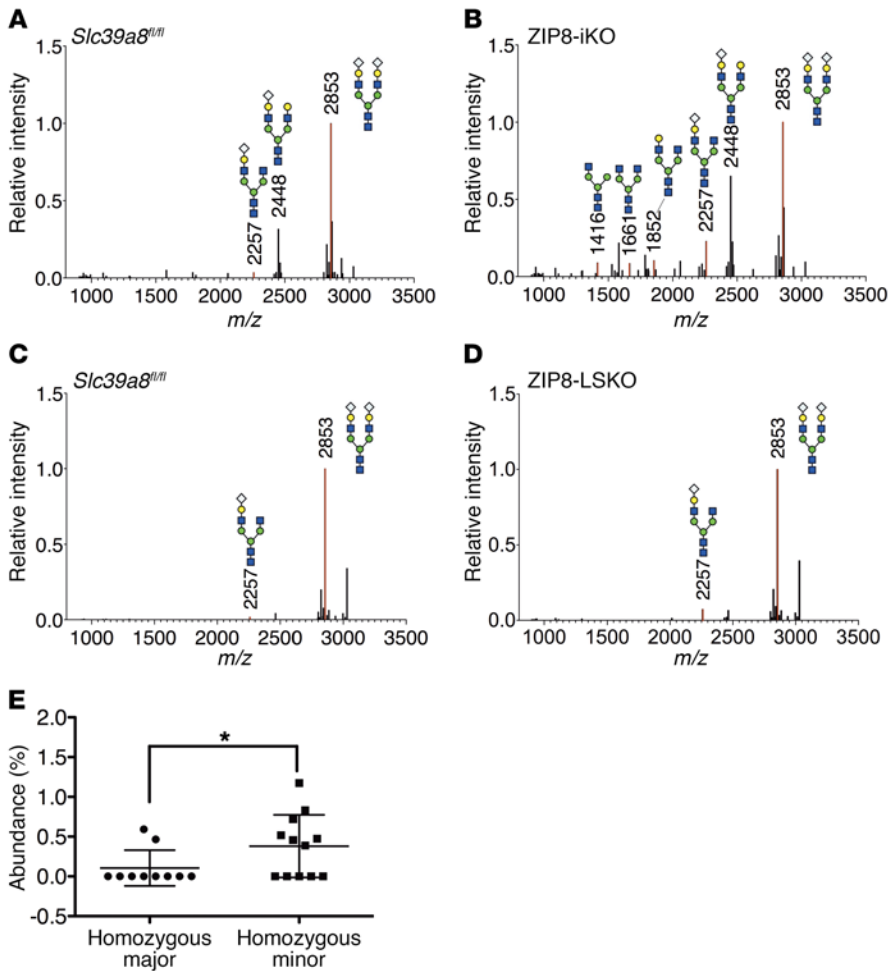 A
Slc39a8fl/fl
Relative intensity
1.5
1.0
0.5
0.0
2257
2448
2853
1000 1500 2000 2500 3000 3500
m/z
B
ZIP8-iKO
Relative intensity
1.5
1.0
0.5
0.0
1416
1661
1852
2257
2448
2853
1000 1500 2000 2500 3000 3500
m/z
C
Slc39a8fl/fl
Relative intensity
1.5
1.0
0.5
0.0
2257
2853
1000 1500 2000 2500 3000 3500
m/z
D
ZIP8-LSKO
Relative intensity
1.5
1.0
0.5
0.0
2257
2853
1000 1500 2000 2500 3000 3500
m/z
E
Abundance (%)
2.0
1.5
1.0
0.5
0.0
-0.5
*
Homozygous
major
Homozygous
minor